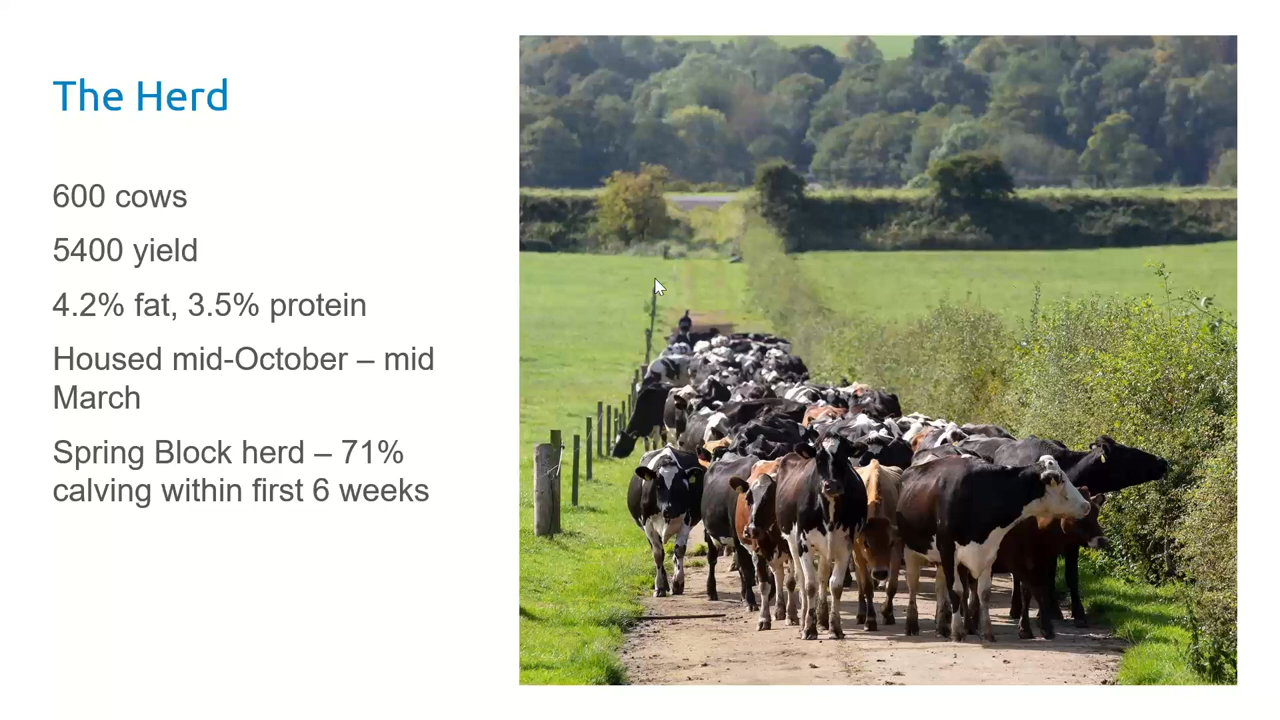 The Herd
600 cows
5400 yield
4.2% fat, 3.5% protein
Housed mid-October – mid
March
Spring Block herd – 71%
calving within first 6 weeks